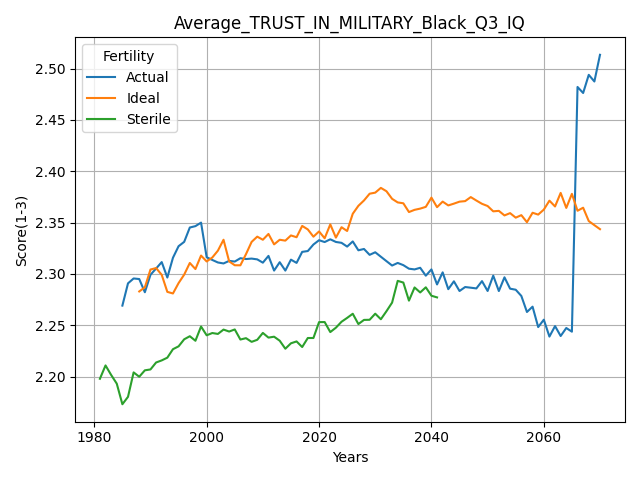 Average_TRUST_IN_MILITARY_Black_Q3_IQ
Fertility
Actual
Ideal
Sterile
Score(1-3)
2.50
2.45
2.40
2.35
2.30
2.25
2.20
1980 2000 2020 2040 2060
Years